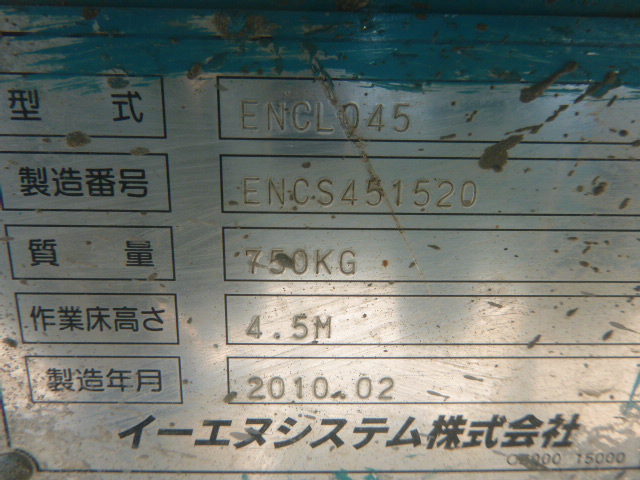 型式 ENCL045
製造番号 ENCS451520
質量 750KG
作業床高さ 4.5M
製造年月 2010.02
イーエヌシステム株式会社
15000